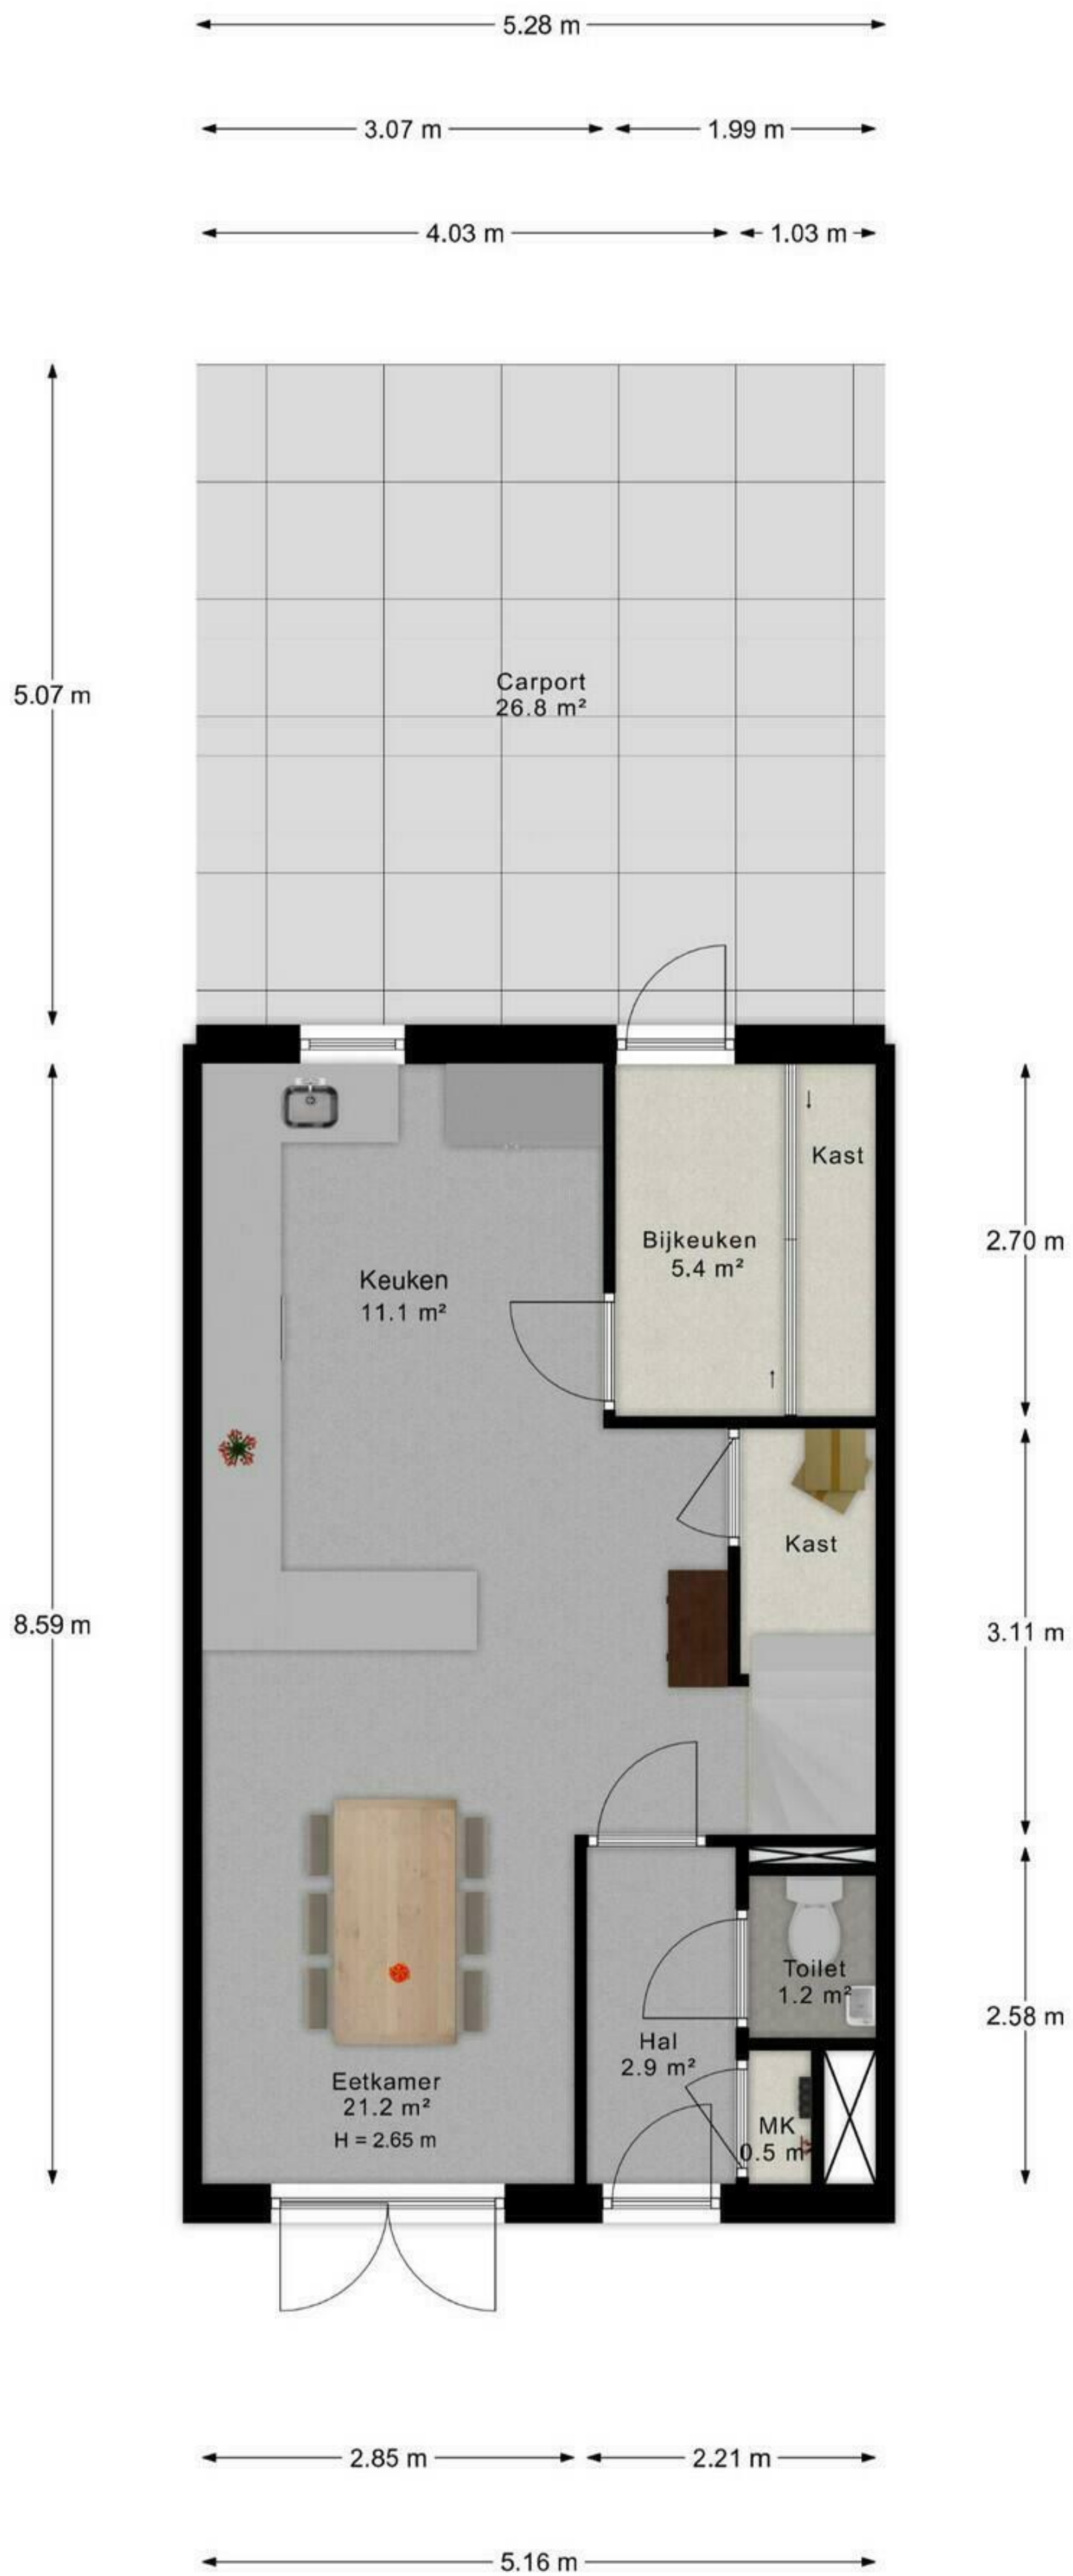 5.28 m
3.07 m
1.99 m
4.03 m
1.03 m
5.07 m
Carport
26.8 m²
Kast
Bijkeuken
5.4 m²
2.70 m
Keuken
11.1 m²
Kast
8.59 m
3.11 m
Toilet
1.2 m²
2.58 m
Hal
2.9 m²
Eetkamer
21.2 m²
H = 2.65 m
MK
0.5 m²
2.85 m
2.21 m
5.16 m